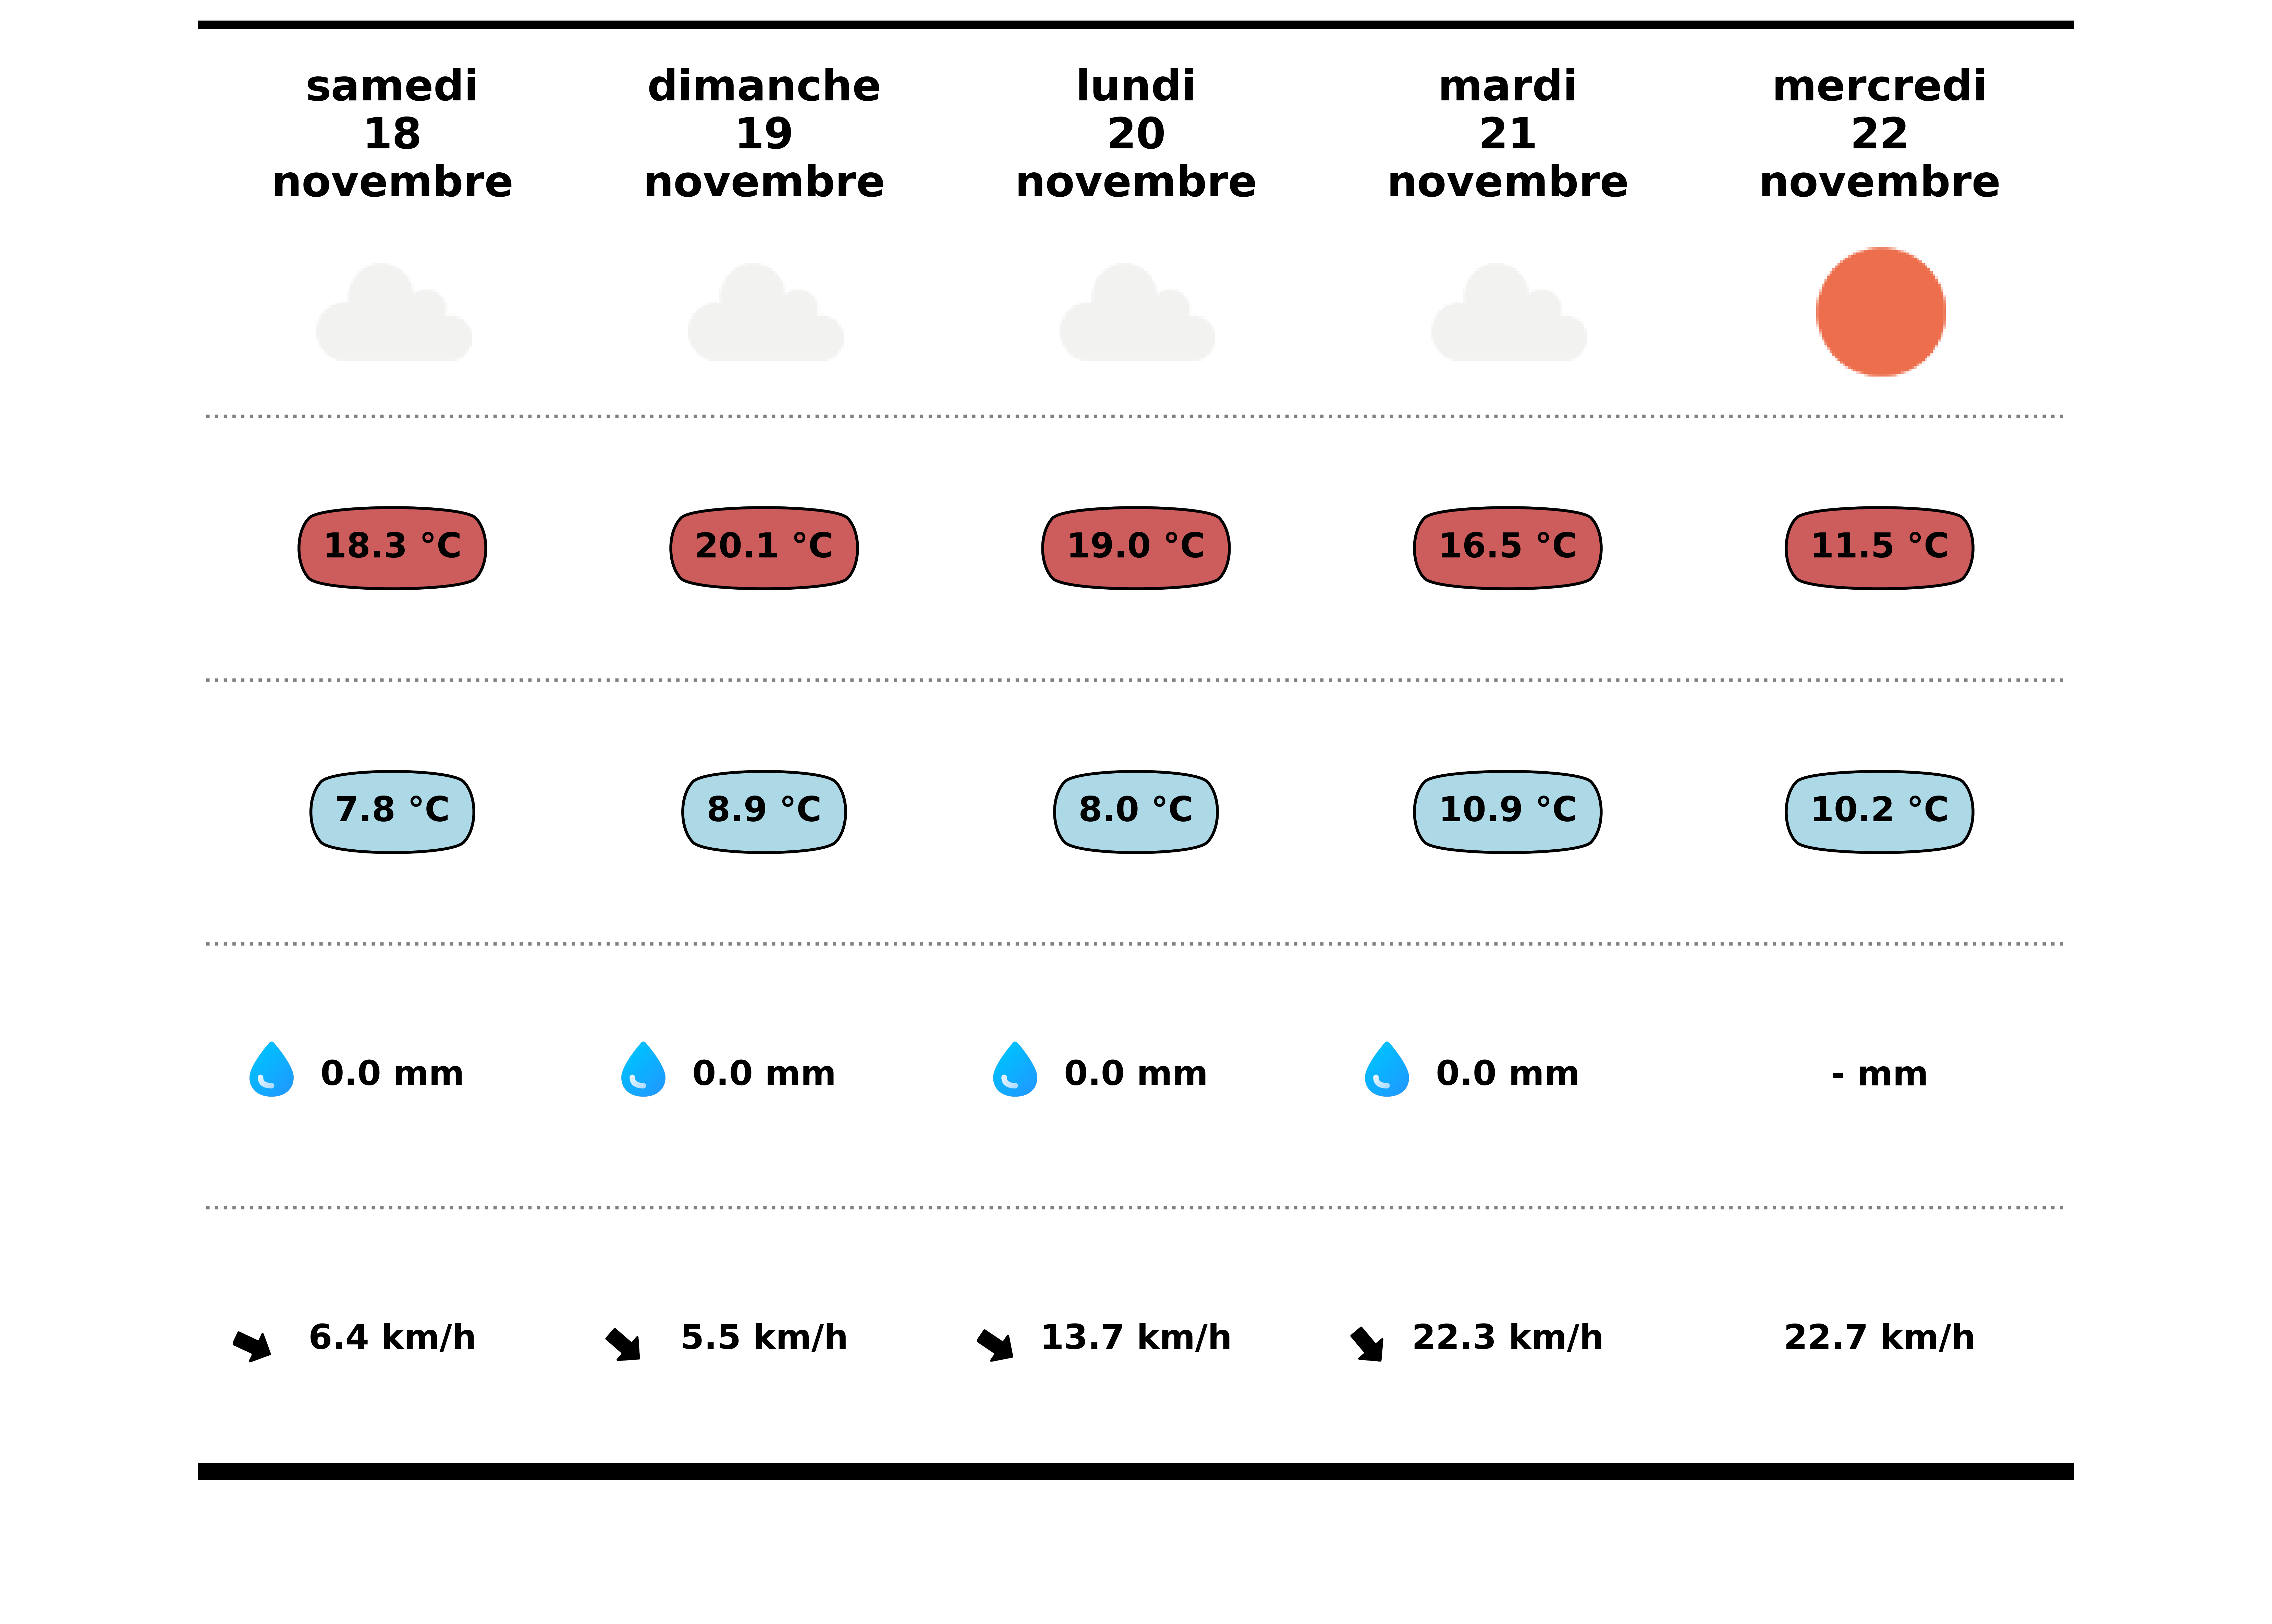 samedi
18
novembre
dimanche
19
novembre
lundi
20
novembre
mardi
21
novembre
mercredi
22
novembre
18.3 °C
20.1 °C
19.0 °C
16.5 °C
11.5 °C
7.8 °C
8.9 °C
8.0 °C
10.9 °C
10.2 °C
0.0 mm
0.0 mm
0.0 mm
0.0 mm
- mm
6.4 km/h
5.5 km/h
13.7 km/h
22.3 km/h
22.7 km/h